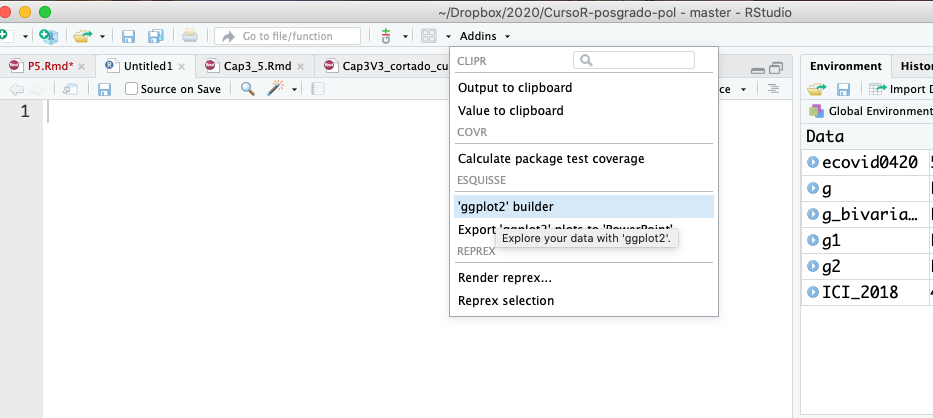 ~/Dropbox/2020/CursoR-posgrado-pol - master - RStudio
Go to file/function
Addins
P5.Rmd*
Untitled1
Cap3_5.Rmd
Cap3V3_cortado_cu
Source on Save
ce
1
CLIPR
Output to clipboard
Value to clipboard
COVR
Calculate package test coverage
ESQUISSE
'ggplot2' builder
Export 'ggplot2' plots to 'PowerPoint'
Explore your data with 'ggplot2'.
REPREX
Render reprex...
Reprex selection
Environment
Histor
Import D
Global Environment
Data
ecovid0420
g
g_bivaria...
g1
g2
ICI_2018